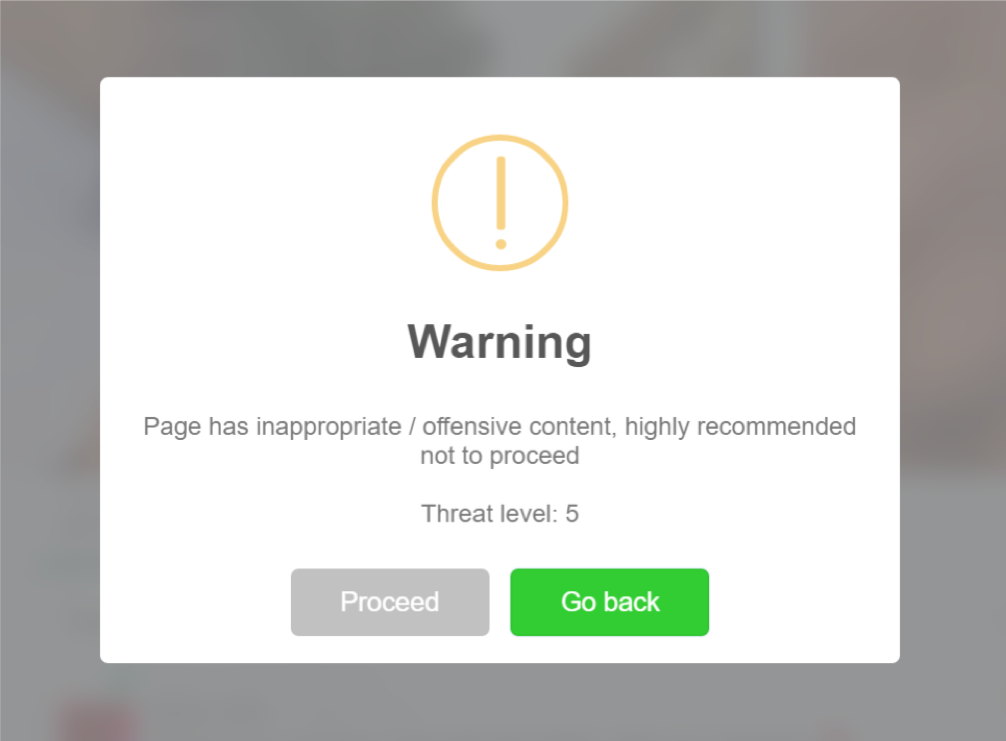 Warning
Page has inappropriate / offensive content, highly recommended
not to proceed
Threat level: 5
Proceed
Go back